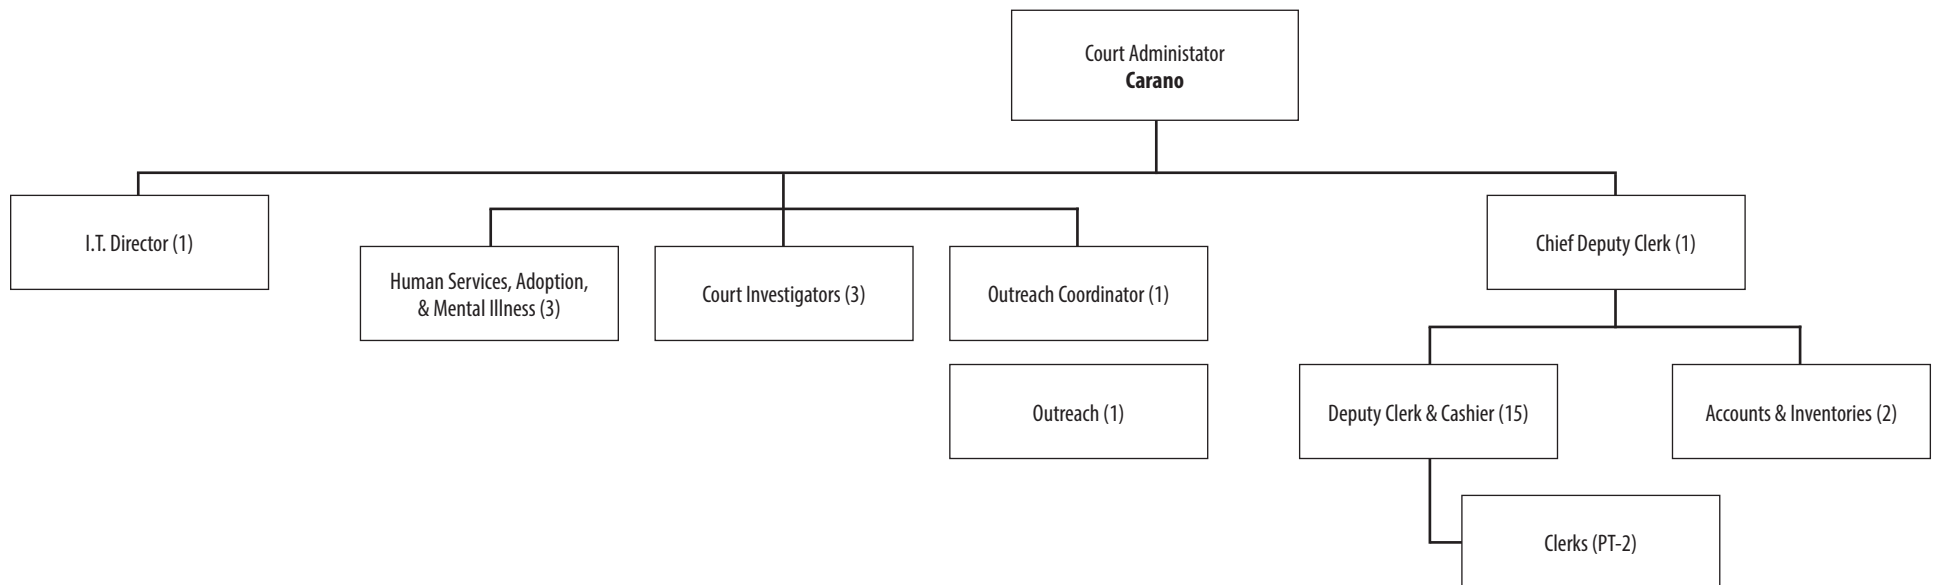 Court Administator
Carano
I.T. Director (1)
Human Services, Adoption,
& Mental Illness (3)
Court Investigators (3)
Outreach Coordinator (1)
Chief Deputy Clerk (1)
Outreach (1)
Deputy Clerk & Cashier (15)
Accounts & Inventories (2)
Clerks (PT-2)